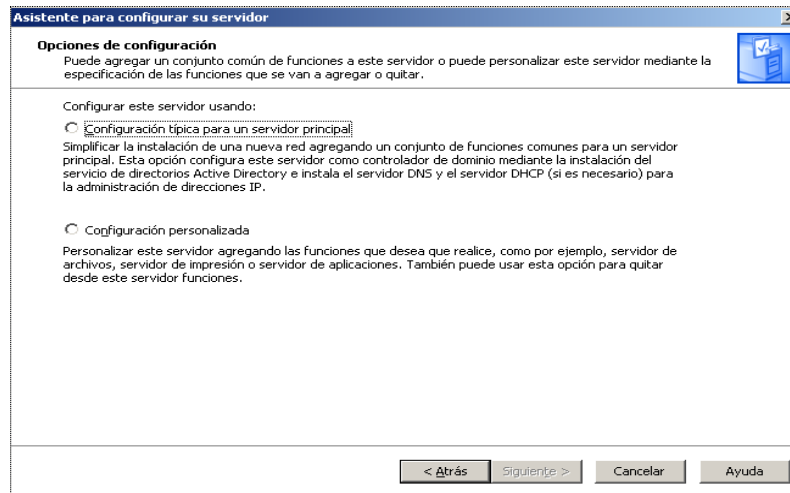 Asistente para configurar su servidor
Opciones de configuración
Puede agregar un conjunto común de funciones a este servidor o puede personalizar este servidor mediante la
especificación de las funciones que se van a agregar o quitar.
Configurar este servidor usando:
Configuración típica para un servidor principal
Simplificar la instalación de una nueva red agregando un conjunto de funciones comunes para un servidor
principal. Esta opción configura este servidor como controlador de dominio mediante la instalación del
servicio de directorios Active Directory e instala el servidor DNS y el servidor DHCP (si es necesario) para
la administración de direcciones IP.
Configuración personalizada
Personalizar este servidor agregando las funciones que desea que realice, como por ejemplo, servidor de
archivos, servidor de impresión o servidor de aplicaciones. También puede usar esta opción para quitar
desde este servidor funciones.
< Atrás Siguiente > Cancelar Ayuda